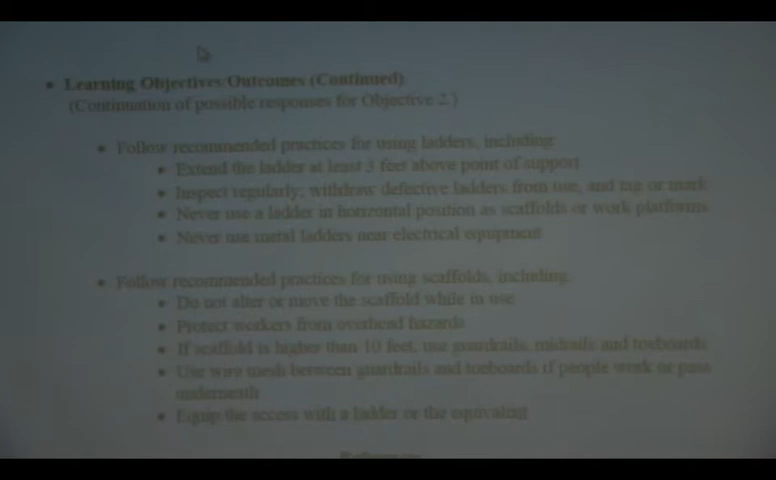 • Learning Objectives/Outcomes (Continued)
(Continuation of possible responses for Objective 2.)
• Follow recommended practices for using ladders, including:
• Extend the ladder at least 3 feet above point of support
• Inspect regularly; withdraw defective ladders from use, and tag or mark
• Never use a ladder in horizontal position as scaffolds or work platforms
• Never use metal ladders near electrical equipment
• Follow recommended practices for using scaffolds, including:
• Do not alter or move the scaffold while in use
• Protect workers from overhead hazards
• If scaffold is higher than 10 feet, use guardrails, midrails and toeboards
• Use wire mesh between guardrails and toeboards if people work or pass
underneath
• Equip the access with a ladder or the equivalent